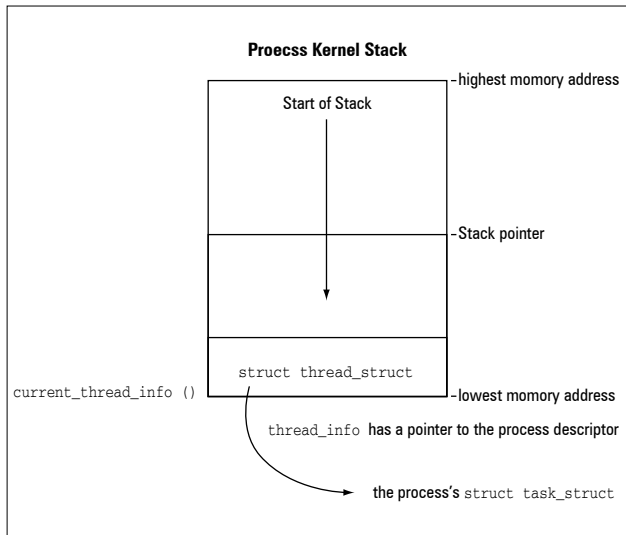 Proecss Kernel Stack
-highest momory address
Start of Stack
-Stack pointer
struct thread_struct
current_thread_info ()
-lowest memory address
thread_info has a pointer to the process descriptor
the process's struct task_struct